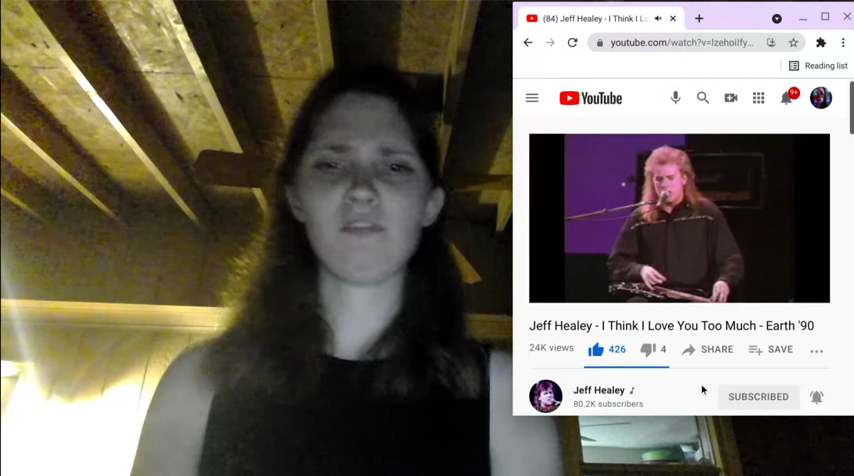 (84) Jeff Healey - I Think I Lo
youtube.com/watch?v=IzehoiIfy...
Reading list
YouTube
9+
Jeff Healey - I Think I Love You Too Much - Earth '90
24K views
426
4
SHARE
SAVE
Jeff Healey
SUBSCRIBED
80.2K subscribers